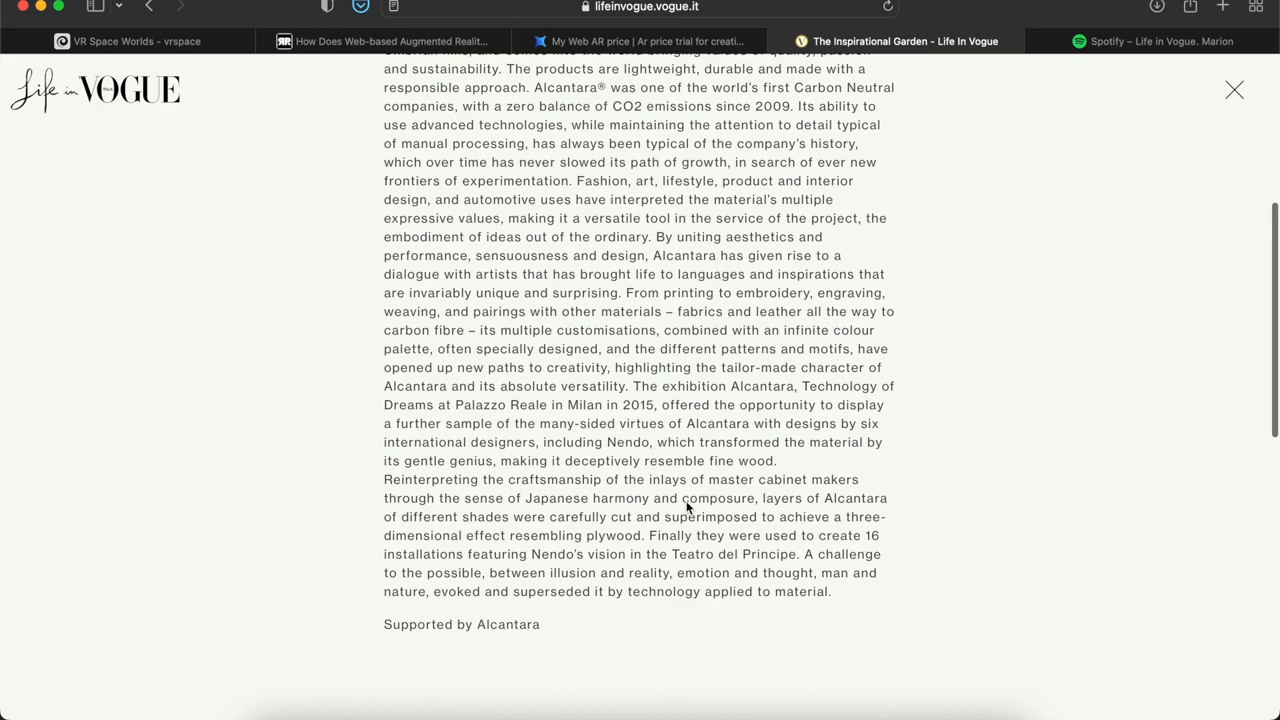 lifeinvogue.vogue.it
VR Space Worlds - vrspace
How Does Web-based Augmented Realit...
My Web AR price | Ar price trial for creati...
The Inspirational Garden - Life In Vogue
Spotify – Life in Vogue. Marion
Life in VOGUE
and sustainability. The products are lightweight, durable and made with a
responsible approach. Alcantara® was one of the world's first Carbon Neutral
companies, with a zero balance of CO2 emissions since 2009. Its ability to
use advanced technologies, while maintaining the attention to detail typical
of manual processing, has always been typical of the company's history,
which over time has never slowed its path of growth, in search of ever new
frontiers of experimentation. Fashion, art, lifestyle, product and interior
design, and automotive uses have interpreted the material's multiple
expressive values, making it a versatile tool in the service of the project, the
embodiment of ideas out of the ordinary. By uniting aesthetics and
performance, sensuousness and design, Alcantara has given rise to a
dialogue with artists that has brought life to languages and inspirations that
are invariably unique and surprising. From printing to embroidery, engraving,
weaving, and pairings with other materials – fabrics and leather all the way to
carbon fibre – its multiple customisations, combined with an infinite colour
palette, often specially designed, and the different patterns and motifs, have
opened up new paths to creativity, highlighting the tailor-made character of
Alcantara and its absolute versatility. The exhibition Alcantara, Technology of
Dreams at Palazzo Reale in Milan in 2015, offered the opportunity to display
a further sample of the many-sided virtues of Alcantara with designs by six
international designers, including Nendo, which transformed the material by
its gentle genius, making it deceptively resemble fine wood.
Reinterpreting the craftsmanship of the inlays of master cabinet makers
through the sense of Japanese harmony and composure, layers of Alcantara
of different shades were carefully cut and superimposed to achieve a three-
dimensional effect resembling plywood. Finally they were used to create 16
installations featuring Nendo's vision in the Teatro del Principe. A challenge
to the possible, between illusion and reality, emotion and thought, man and
nature, evoked and superseded it by technology applied to material.
Supported by Alcantara